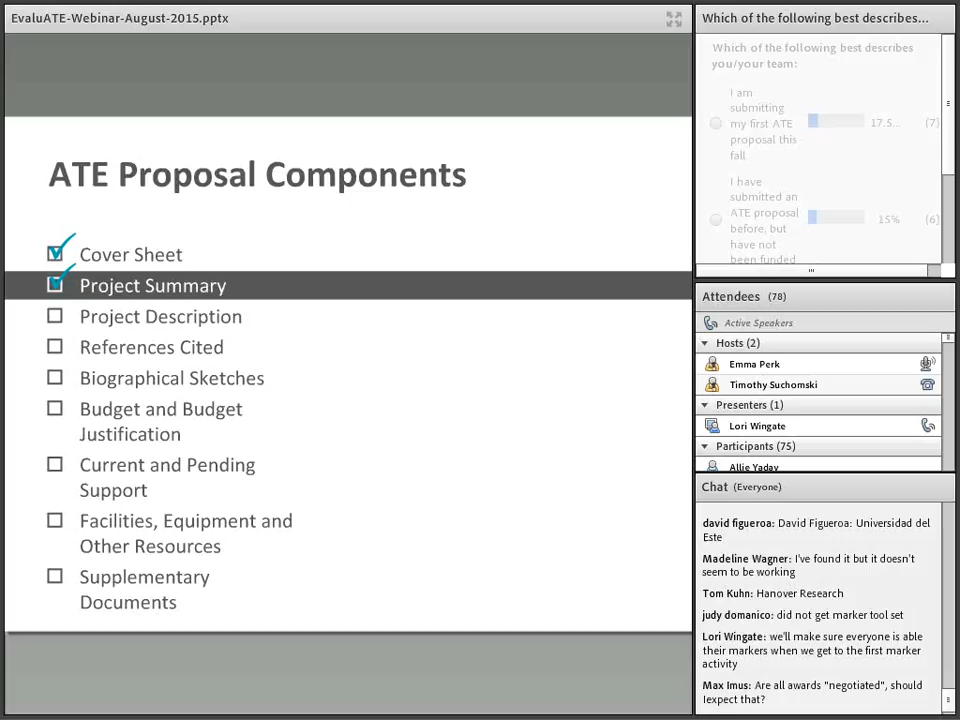 EvaluATE-Webinar-August-2015.pptx
ATE Proposal Components
Cover Sheet
Project Summary
Project Description
References Cited
Biographical Sketches
Budget and Budget
Justification
Current and Pending
Support
Facilities, Equipment and
Other Resources
Supplementary
Documents
Which of the following best describes...
Which of the following best describes
you/your team:
I am
submitting
my first ATE
proposal this
fall
17.5... (7)
I have
submitted an
ATE proposal
before, but
have not
been funded
15% (6)
Attendees (78)
Active Speakers
Hosts (2)
Emma Perk
Timothy Suchomski
Presenters (1)
Lori Wingate
Participants (75)
Allie Yaday
Chat (Everyone)
david figueroa: David Figueroa: Universidad del
Este
Madeline Wagner: I've found it but it doesn't
seem to be working
Tom Kuhn: Hanover Research
judy domanico: did not get marker tool set
Lori Wingate: we'll make sure everyone is able
their markers when we get to the first marker
activity
Max Imus: Are all awards "negotiated", should
Iexpect that?